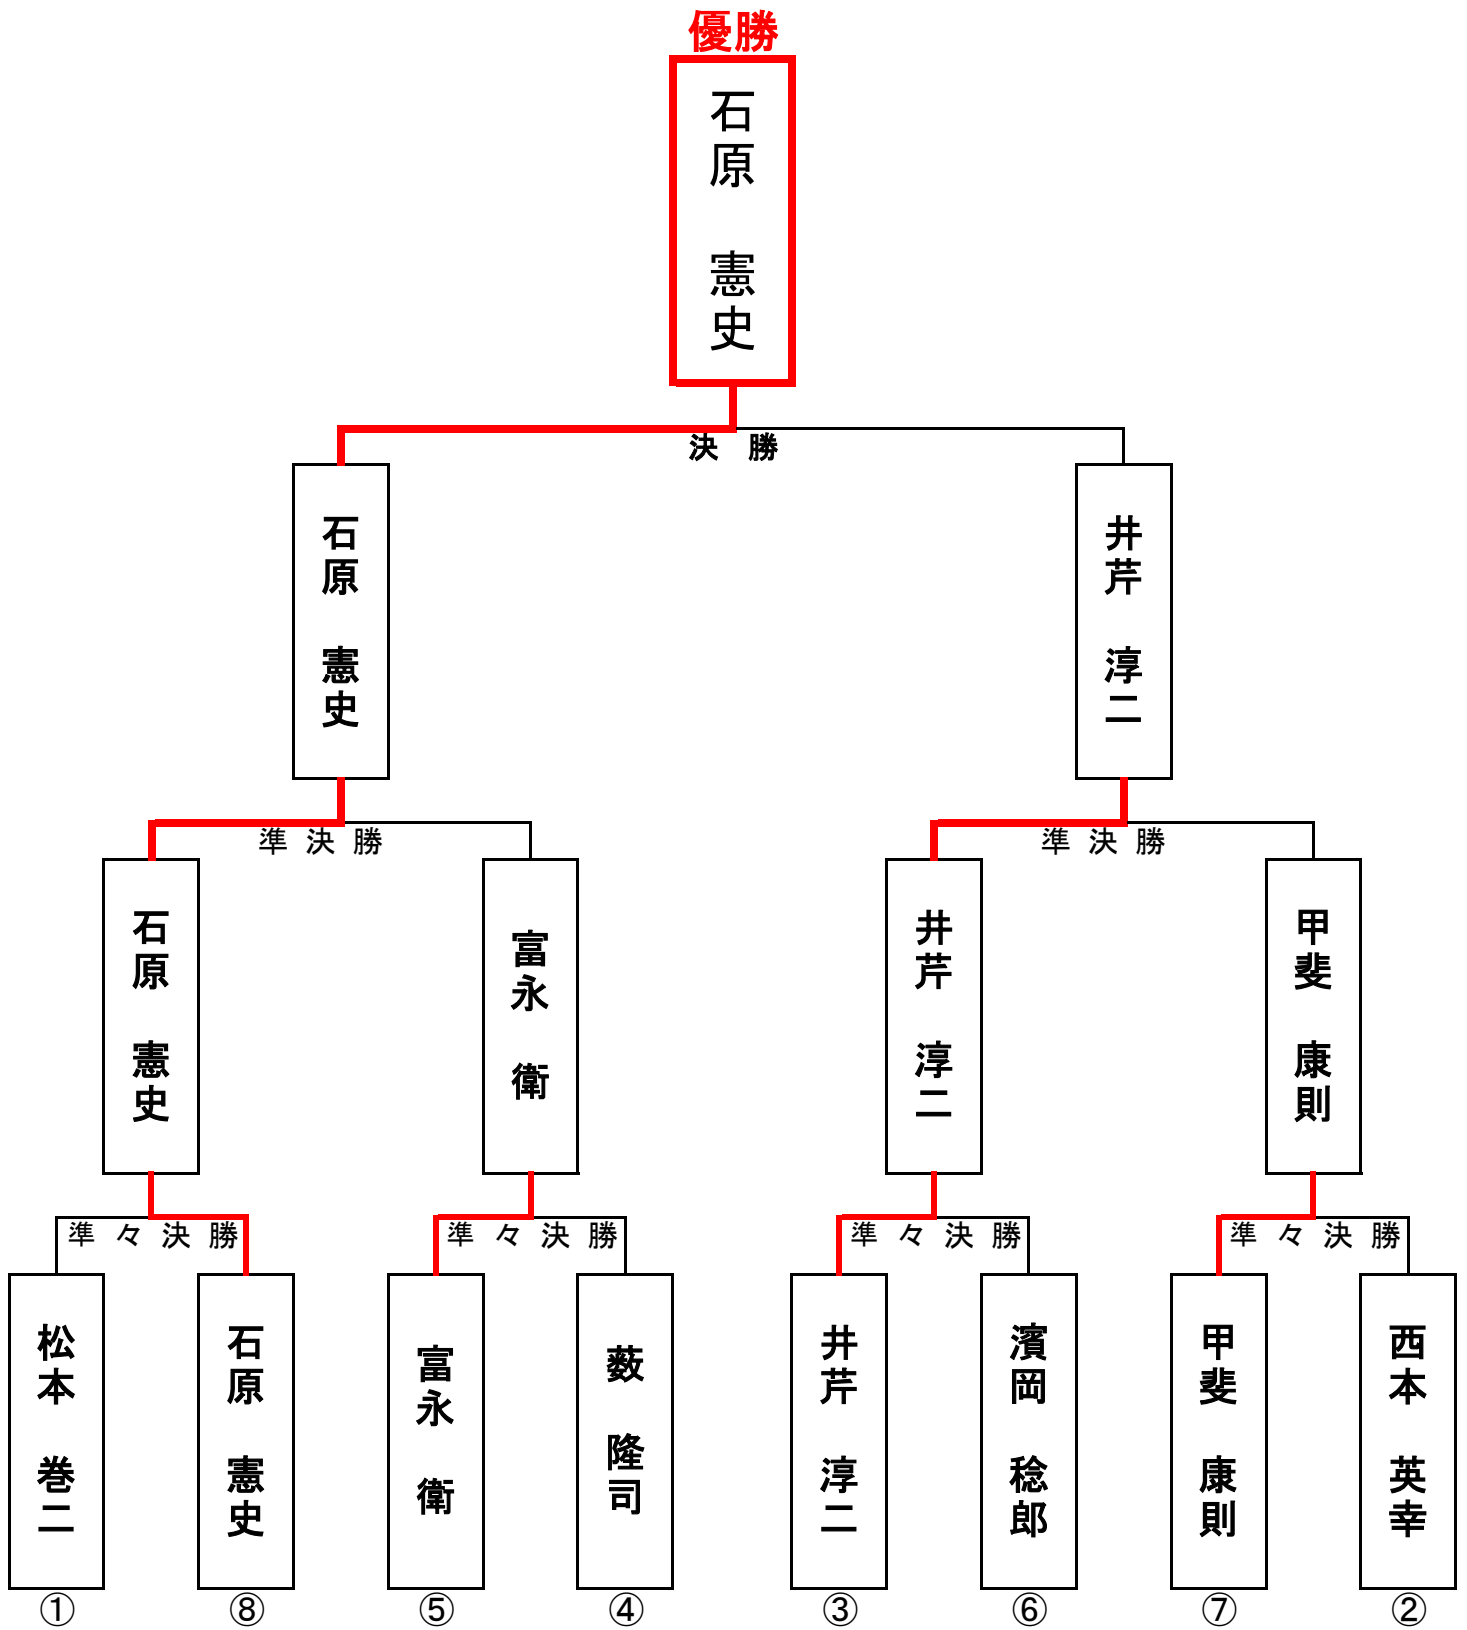 優勝
石原 憲史
決 勝
石原 憲史
井芹 淳二
準 決 勝
準 決 勝
石原 憲史
富永 衛
井芹 淳二
甲斐 康則
準 々 決 勝
準 々 決 勝
準 々 決 勝
準 々 決 勝
松本 巻二
石原 憲史
富永 衛
薮 隆司
井芹 淳二
濱岡 稔郎
甲斐 康則
西本 英幸
①
⑧
⑤
④
③
⑥
⑦
②